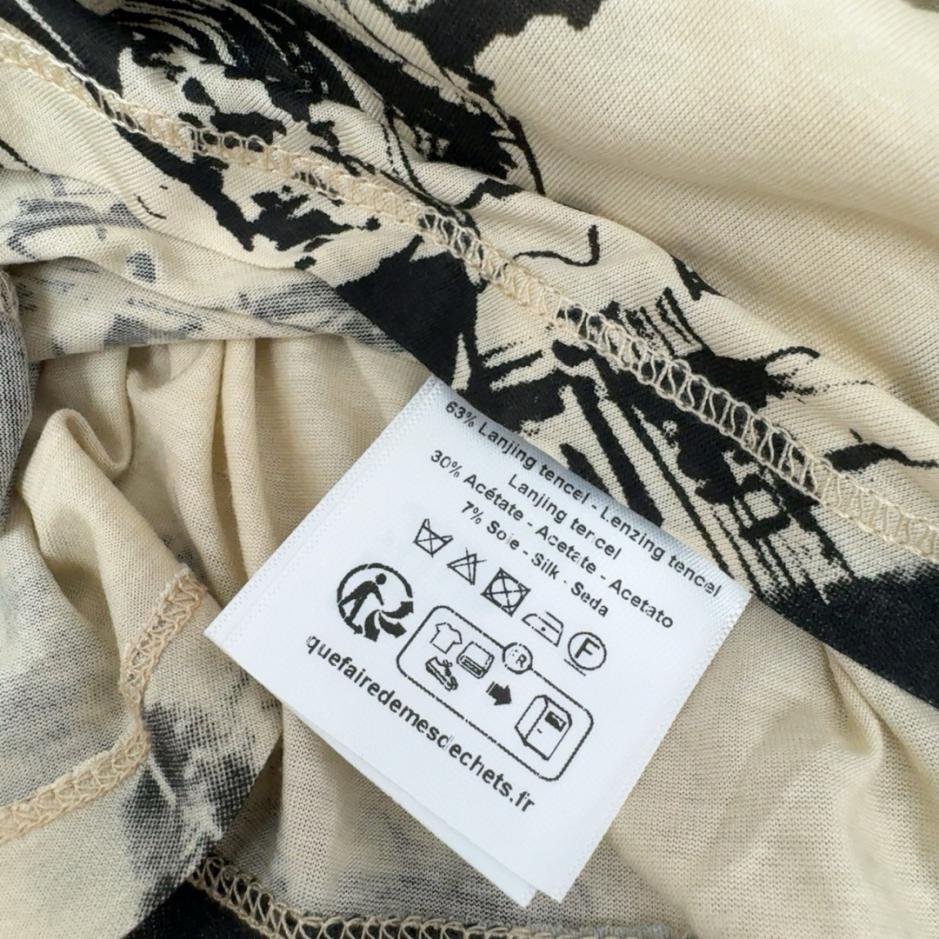 63% Lanjing tencel - Lenzing tencel
Lanjing tencel
30% Acétate - Acetate - Acetato
7% Soie - Silk - Seda
F
R
quefairedemesdechets.fr